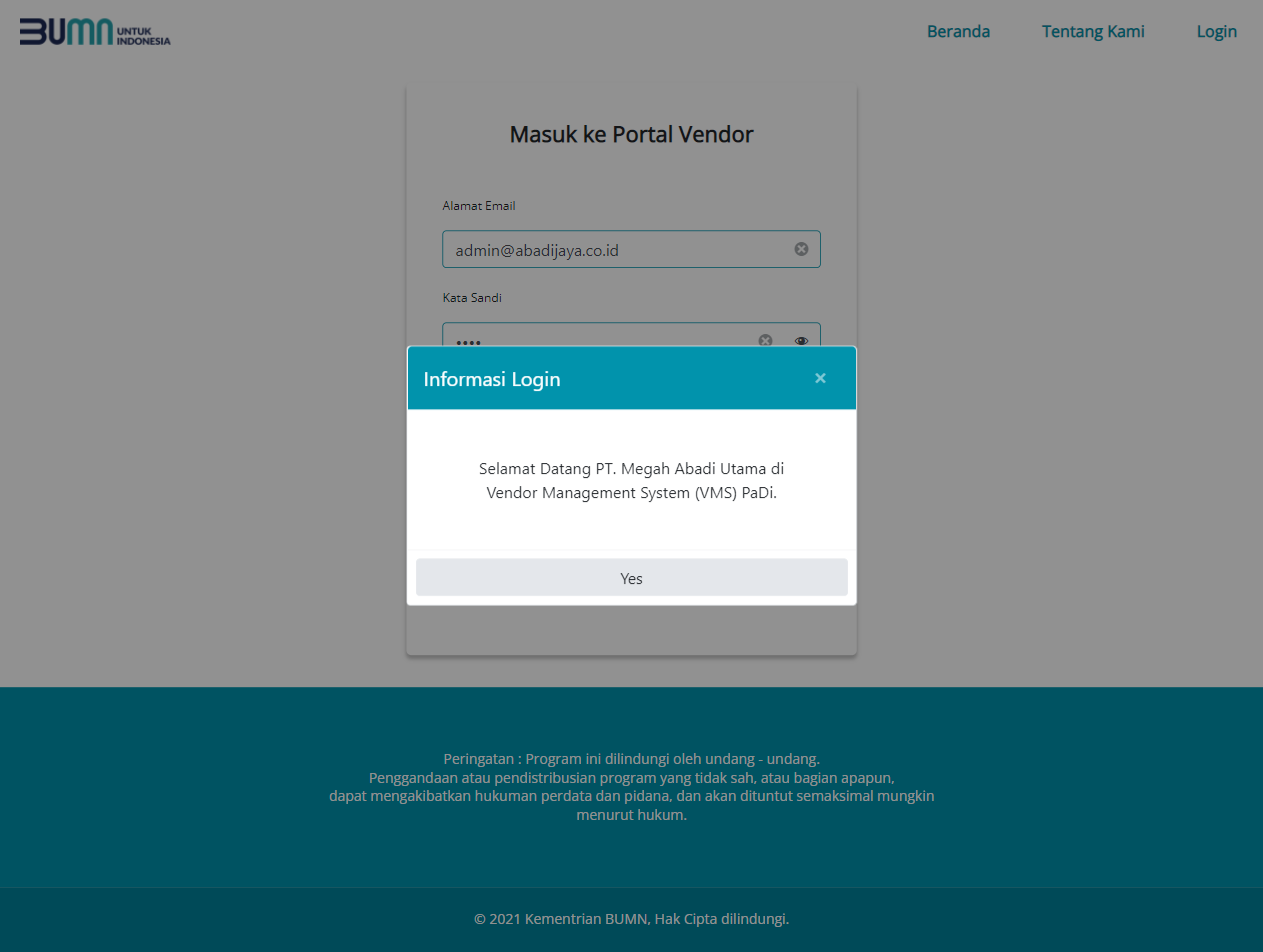 BUMN UNTUK INDONESIA
Beranda Tentang Kami Login
Masuk ke Portal Vendor
Alamat Email
admin@abadijaya.co.id
Kata Sandi
••••
Informasi Login ×
Selamat Datang PT. Megah Abadi Utama di
Vendor Management System (VMS) PaDi.
Yes
Peringatan : Program ini dilindungi oleh undang - undang.
Penggandaan atau pendistribusian program yang tidak sah, atau bagian apapun,
dapat mengakibatkan hukuman perdata dan pidana, dan akan dituntut semaksimal mungkin
menurut hukum.
© 2021 Kementrian BUMN, Hak Cipta dilindungi.